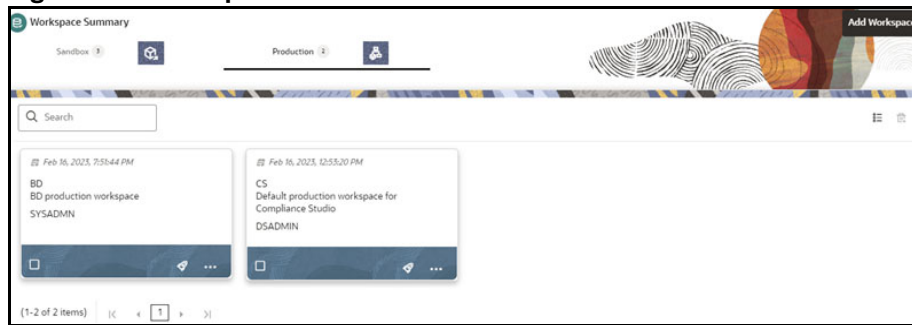 Workspace Summary
Add Workspace
Sandbox 3
Production 2
Search
Feb 16, 2023, 7:51:44 PM
BD
BD production workspace
SYSADMN
Feb 16, 2023, 12:53:20 PM
CS
Default production workspace for
Compliance Studio
DSADMIN
(1-2 of 2 items)
1